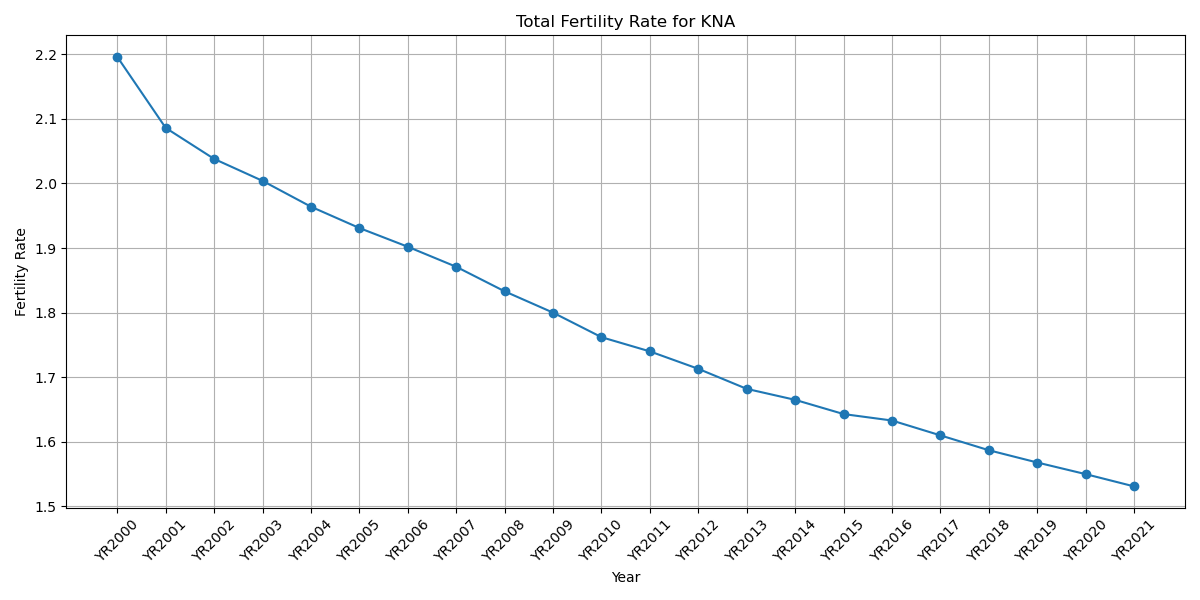 Total Fertility Rate for KNA
Fertility Rate
2.2
2.1
2.0
1.9
1.8
1.7
1.6
1.5
YR2000
YR2001
YR2002
YR2003
YR2004
YR2005
YR2006
YR2007
YR2008
YR2009
YR2010
YR2011
YR2012
YR2013
YR2014
YR2015
YR2016
YR2017
YR2018
YR2019
YR2020
YR2021
Year